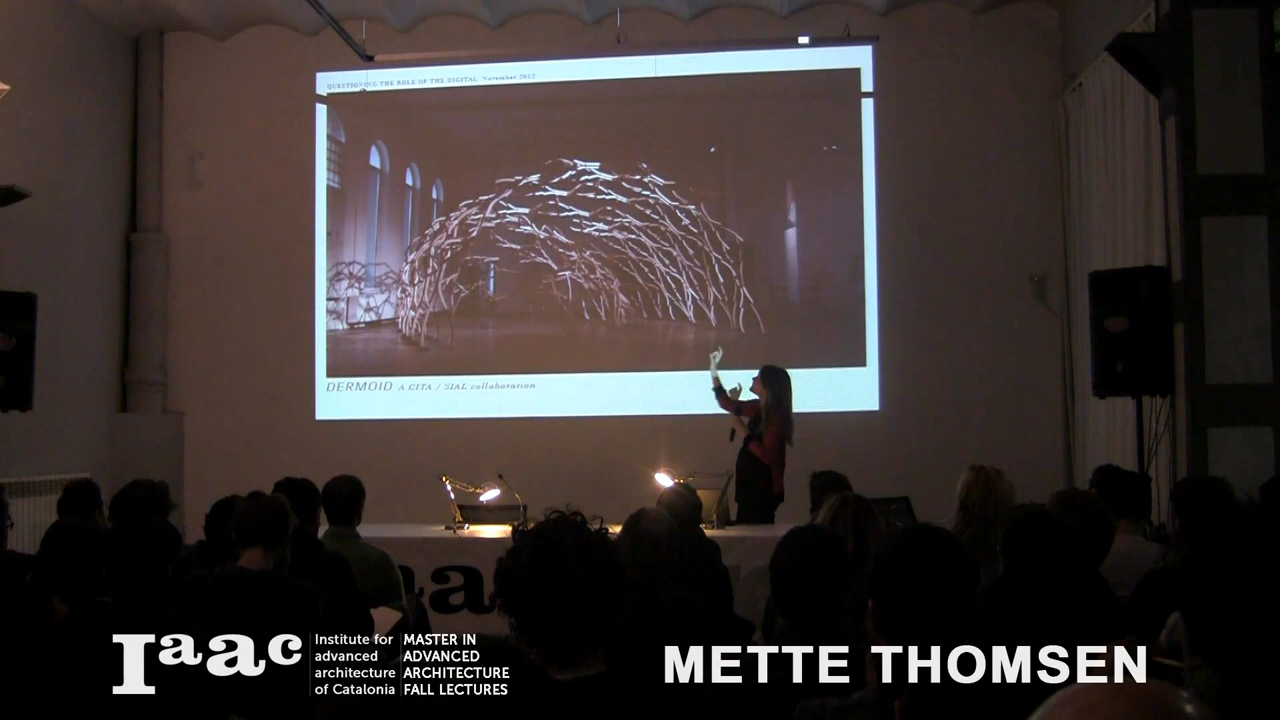 QUESTIONING THE ROLE OF THE DIGITAL November 2012
DERMOID A CITA / SIAL collaboration
aa
Iaac
Institute for
advanced
architecture
of Catalonia
MASTER IN
ADVANCED
ARCHITECTURE
FALL LECTURES
METTE THOMSEN